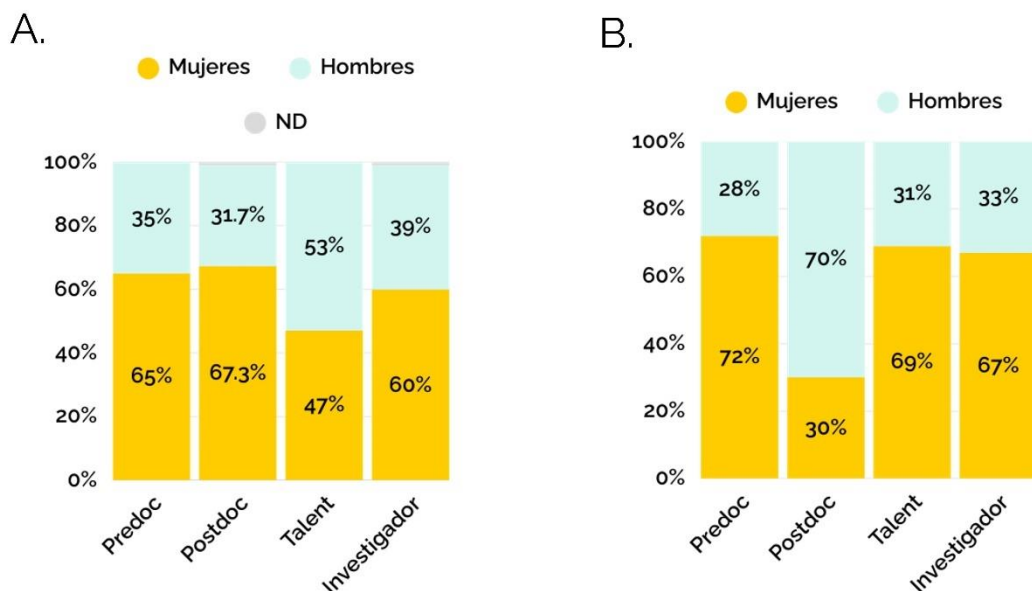 A.
Mujeres Hombres
ND
100%
80%
60%
40%
20%
0%
35% 31.7% 53% 39%
65% 67.3% 47% 60%
Predoc Postdoc Talent Investigador
B.
Mujeres Hombres
100%
80%
60%
40%
20%
0%
28% 70% 31% 33%
72% 30% 69% 67%
Predoc Postdoc Talent Investigador